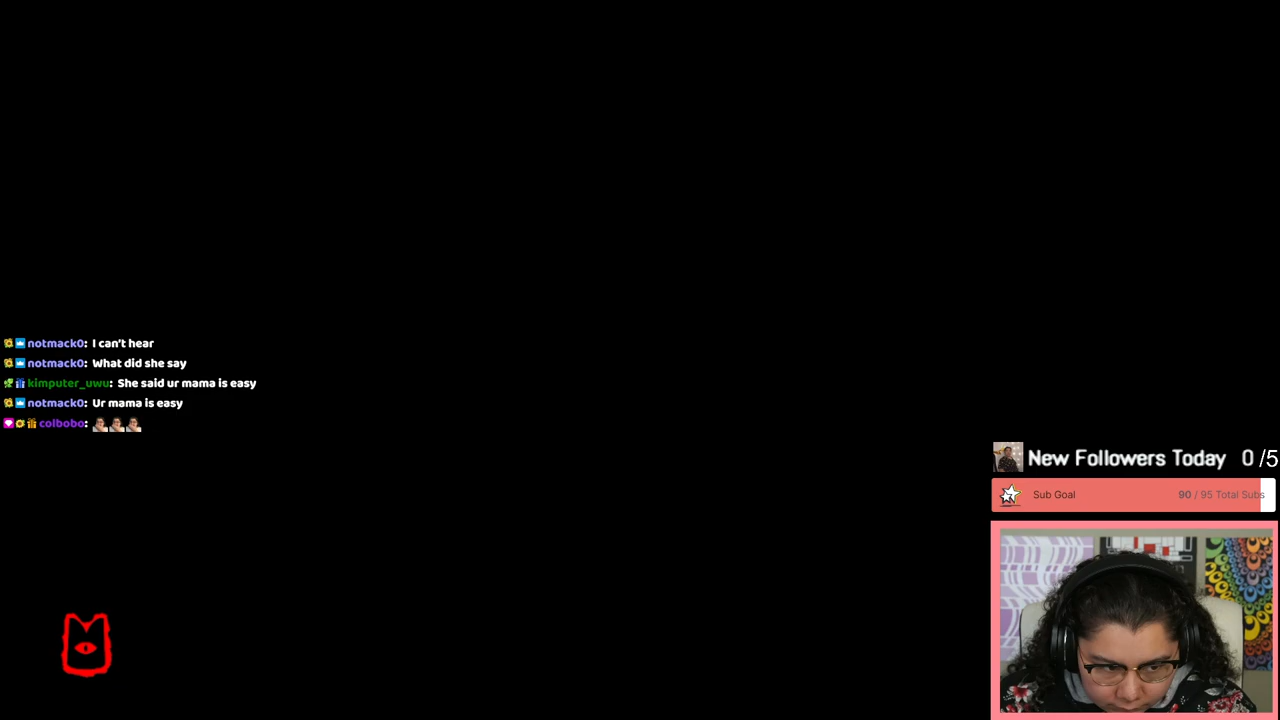 notmack0: I can't hear
notmack0: What did she say
kimputer_uwu: She said ur mama is easy
notmack0: Ur mama is easy
colbobo:
New Followers Today 0 /5
Sub Goal 90 / 95 Total Subs